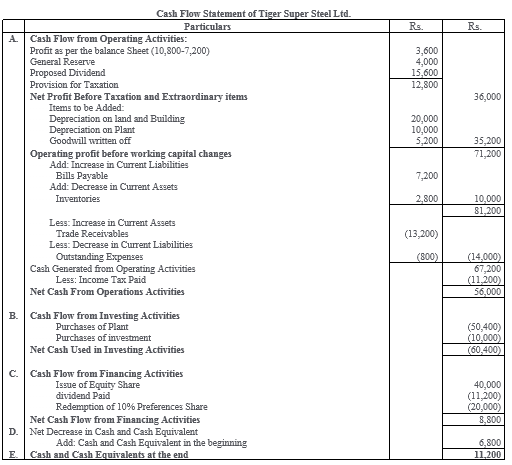 Cash Flow Statement of Tiger Super Steel Ltd.
Particulars Rs. Rs.
A. Cash Flow from Operating Activities:
Profit as per the balance Sheet (10,800-7,200) 3,600
General Reserve 4,000
Proposed Dividend 15,600
Provision for Taxation 12,800
Net Profit Before Taxation and Extraordinary items 36,000
Items to be Added:
Depreciation on land and Building 20,000
Depreciation on Plant 10,000
Goodwill written off 5,200 35,200
Operating profit before working capital changes 71,200
Add: Increase in Current Liabilities
Bills Payable 7,200
Add: Decrease in Current Assets
Inventories 2,800 10,000
81,200
Less: Increase in Current Assets
Trade Receivables (13,200)
Less: Decrease in Current Liabilities
Outstanding Expenses (800) (14,000)
Cash Generated from Operating Activities 67,200
Less: Income Tax Paid (11,200)
Net Cash From Operations Activities 56,000
B. Cash Flow from Investing Activities
Purchases of Plant (50,400)
Purchases of investment (10,000)
Net Cash Used in Investing Activities (60,400)
C. Cash Flow from Financing Activities
Issue of Equity Share 40,000
dividend Paid (11,200)
Redemption of 10% Preferences Share (20,000)
Net Cash Flow from Financing Activities 8,800
D. Net Decrease in Cash and Cash Equivalent
Add: Cash and Cash Equivalent in the beginning 6,800
E. Cash and Cash Equivalents at the end 11,200